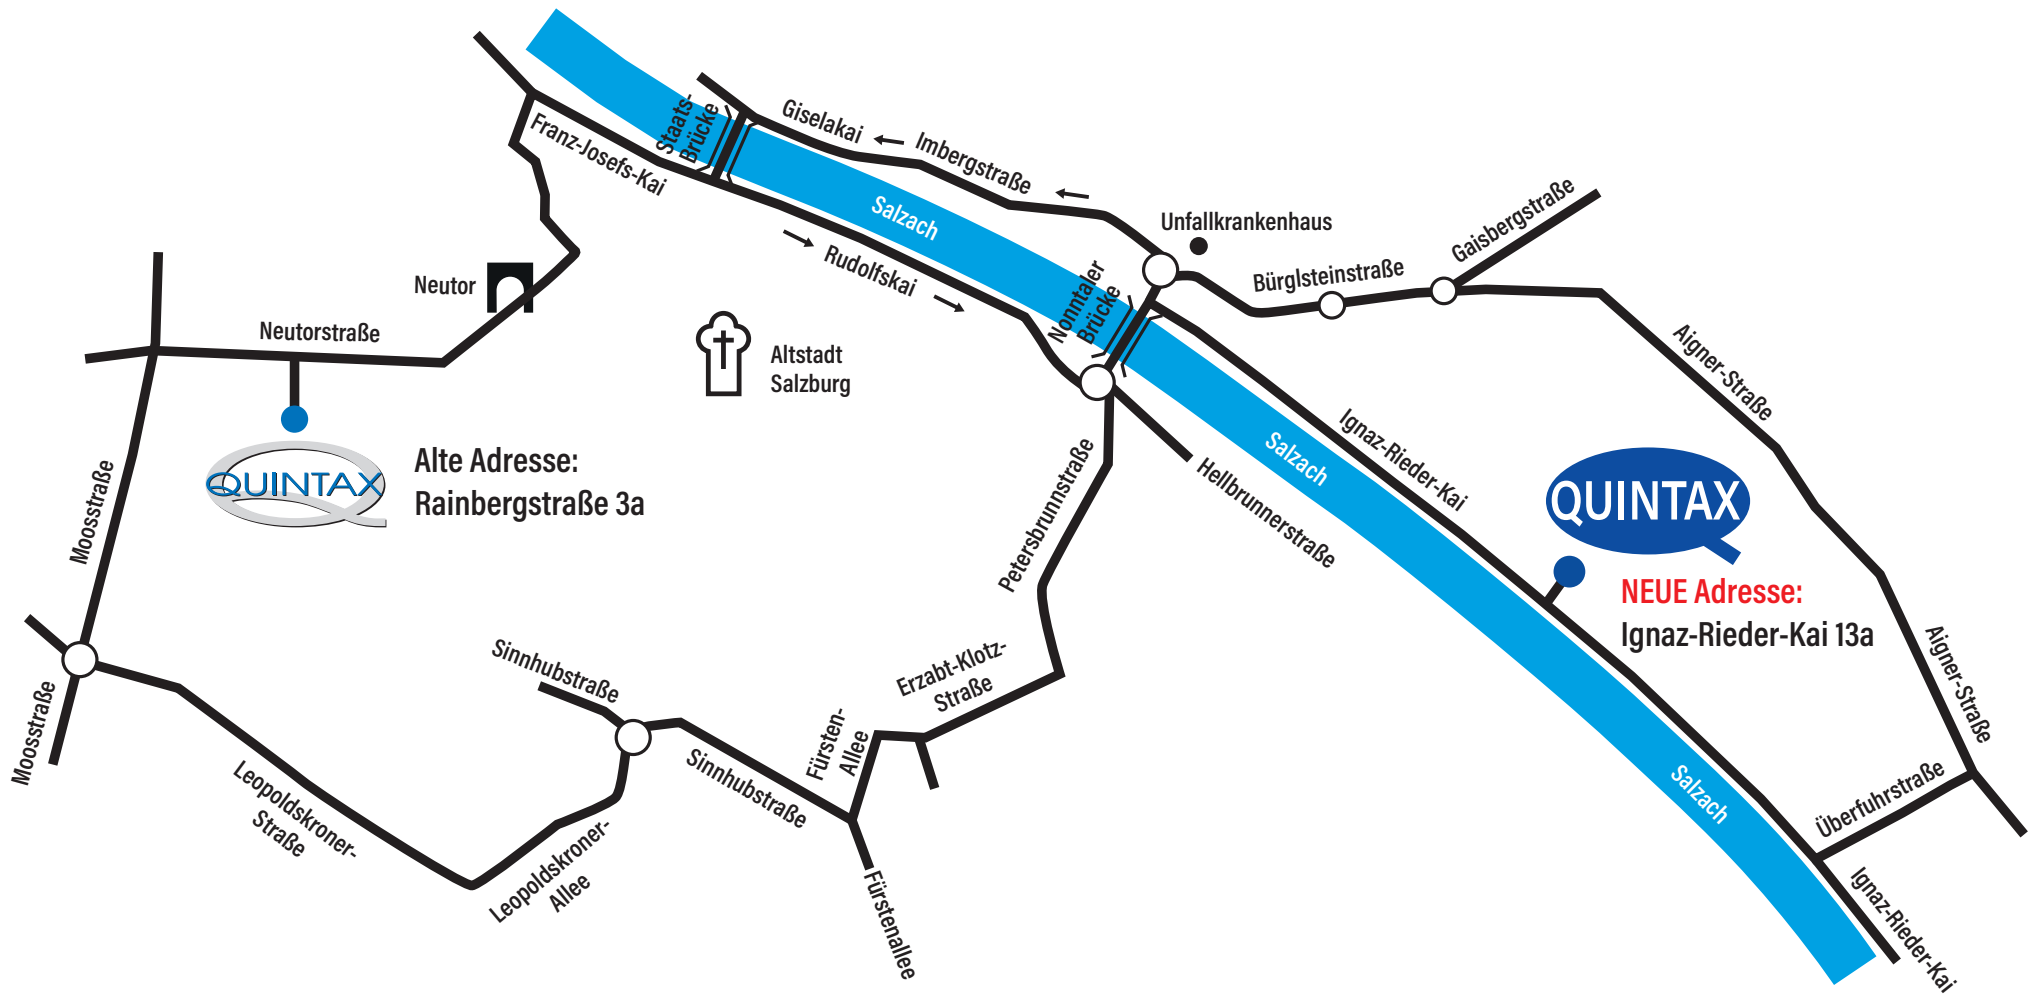 Staats-
Brücke
Giselakai
Imbergstraße
Franz-Josefs-Kai
Salzach
Rudolfskai
Unfallkrankenhaus
Gaisbergstraße
Bürglsteinstraße
Nonntaler
Brücke
Neutor
Neutorstraße
Altstadt
Salzburg
Aigner-Straße
Ignaz-Rieder-Kai
Salzach
Hellbrunnerstraße
Petersbrunnstraße
Moosstraße
QUINTAX
Alte Adresse:
Rainbergstraße 3a
QUINTAX
NEUE Adresse:
Ignaz-Rieder-Kai 13a
Aigner-Straße
Sinnhubstraße
Erzabt-Klotz-
Straße
Fürsten-
Allee
Moosstraße
Leopoldskroner-
Straße
Sinnhubstraße
Leopoldskroner-
Allee
Fürstenallee
Salzach
Überfuhrstraße
Ignaz-Rieder-Kai